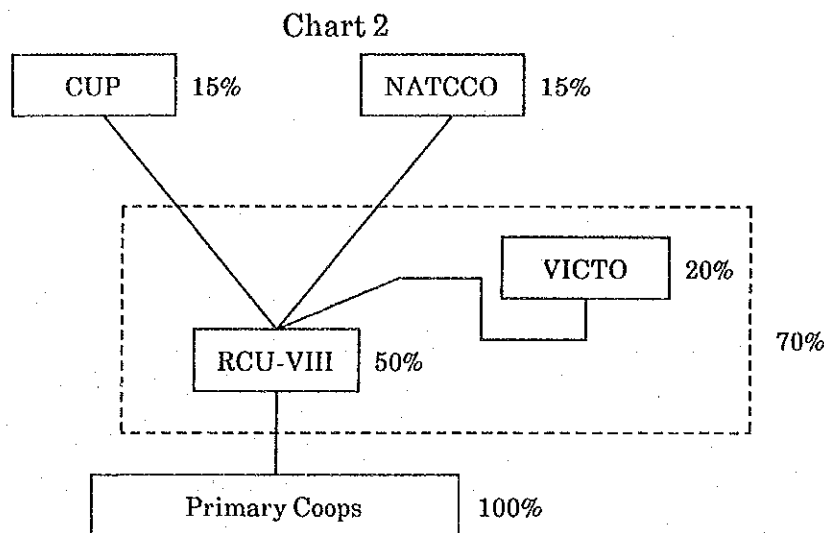 Chart 2
CUP 15% NATCCO 15%
VICTO 20%
70%
RCU-VIII 50%
Primary Coops 100%